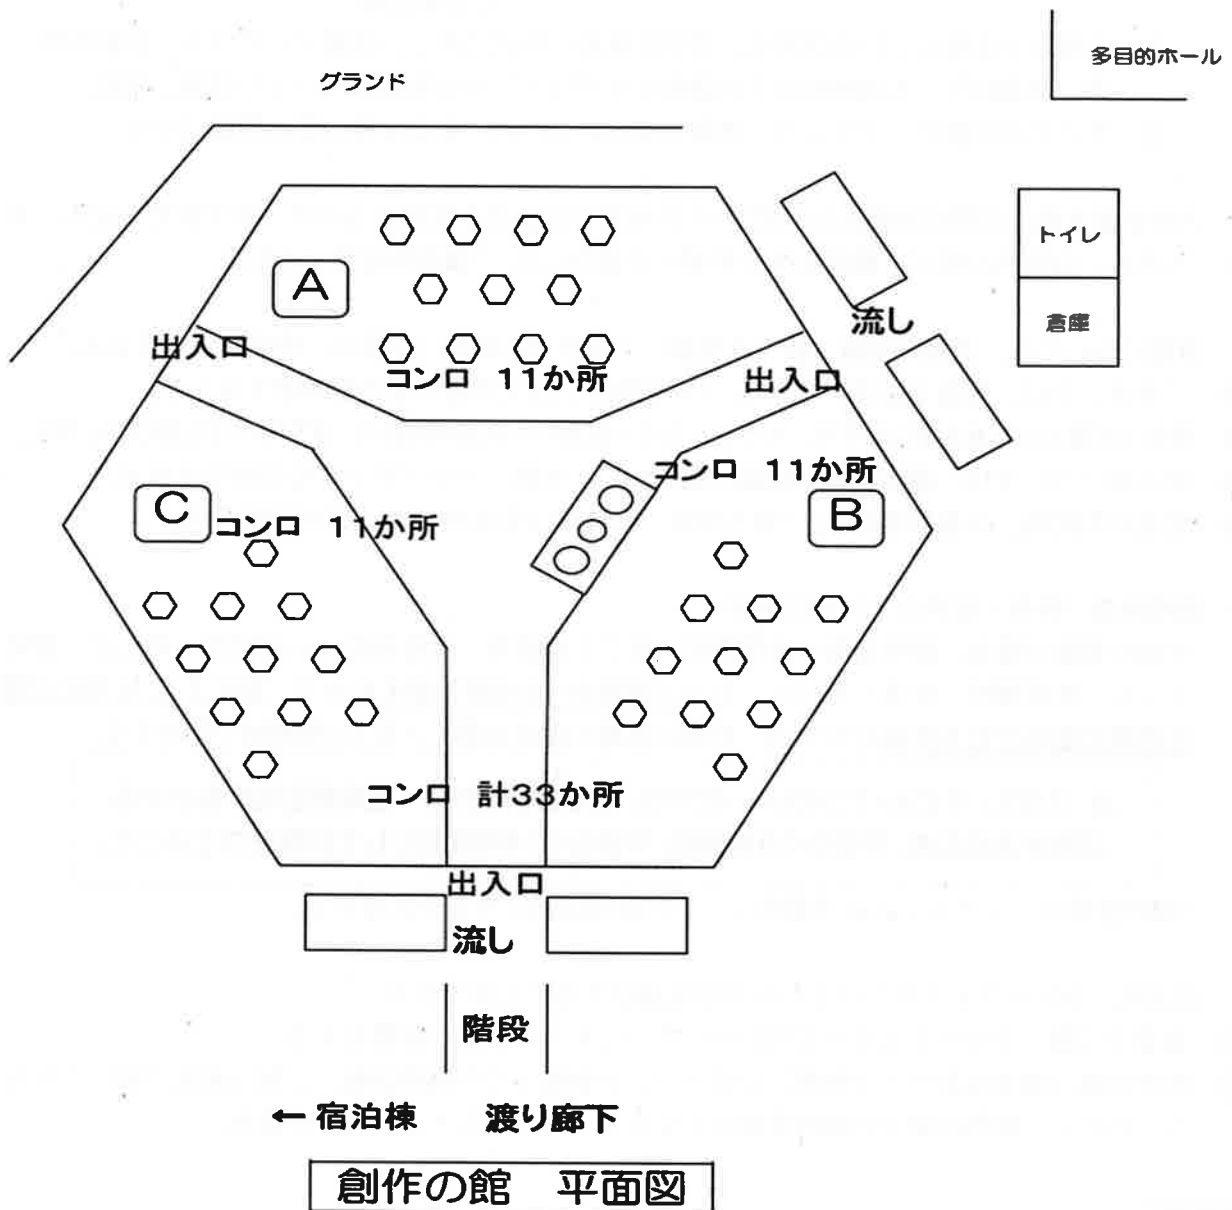 多目的ホール
グランド
トイレ
A
流し
倉庫
出入口
コンロ 11か所
出入口
コンロ 11か所
C
コンロ 11か所
B
コンロ 計33か所
出入口
流し
階段
← 宿泊棟 渡り廊下
創作の館 平面図